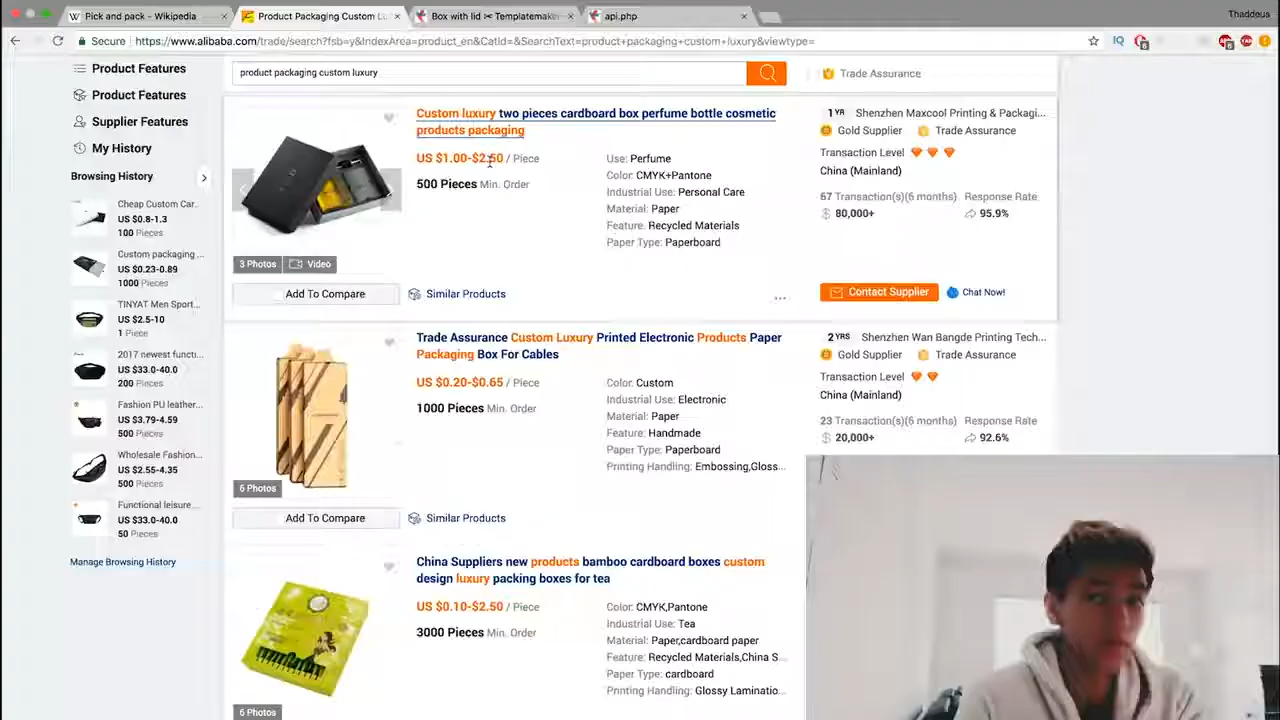 Pick and pack - Wikipedia
Product Packaging Custom L
Box with lid ✂ Templatemaker
api.php
Thaddeus
Secure
https://www.alibaba.com/trade/search?fsb=y&IndexArea=product_en&CatId=&SearchText=product+packaging+custom+luxury&viewtype=
Product Features
Product Features
Supplier Features
My History
Browsing History
Cheap Custom Car..
US $0.8-1.3
100 Pieces
Custom packaging ...
US $0.23-0.89
1000 Pieces
TINYAT Men Sport...
US $2.5-10
1 Piece
2017 newest functi...
US $33.0-40.0
200 Pieces
Fashion PU leather...
US $3.79-4.59
500 Pieces
Wholesale Fashion...
US $2.55-4.35
500 Pieces
Functional leisure...
US $33.0-40.0
50 Pieces
Manage Browsing History
product packaging custom luxury
Trade Assurance
Custom luxury two pieces cardboard box perfume bottle cosmetic
products packaging
US $1.00-$2.50 / Piece
500 Pieces Min. Order
Use: Perfume
Color: CMYK+Pantone
Industrial Use: Personal Care
Material: Paper
Feature: Recycled Materials
Paper Type: Paperboard
1 YR Shenzhen Maxcool Printing & Packagi...
Gold Supplier Trade Assurance
Transaction Level
China (Mainland)
67 Transaction(s)(6 months) Response Rate
80,000+ 95.9%
3 Photos Video
Add To Compare Similar Products
Contact Supplier Chat Now!
Trade Assurance Custom Luxury Printed Electronic Products Paper
Packaging Box For Cables
US $0.20-$0.65 / Piece
1000 Pieces Min. Order
Color: Custom
Industrial Use: Electronic
Material: Paper
Feature: Handmade
Paper Type: Paperboard
Printing Handling: Embossing,Gloss...
2 YRS Shenzhen Wan Bangde Printing Tech...
Gold Supplier Trade Assurance
Transaction Level
China (Mainland)
23 Transaction(s)(6 months) Response Rate
20,000+ 92.6%
6 Photos
Add To Compare Similar Products
China Suppliers new products bamboo cardboard boxes custom
design luxury packing boxes for tea
US $0.10-$2.50 / Piece
3000 Pieces Min. Order
Color: CMYK,Pantone
Industrial Use: Tea
Material: Paper,cardboard paper
Feature: Recycled Materials,China S...
Paper Type: cardboard
Printing Handling: Glossy Laminatio...
6 Photos